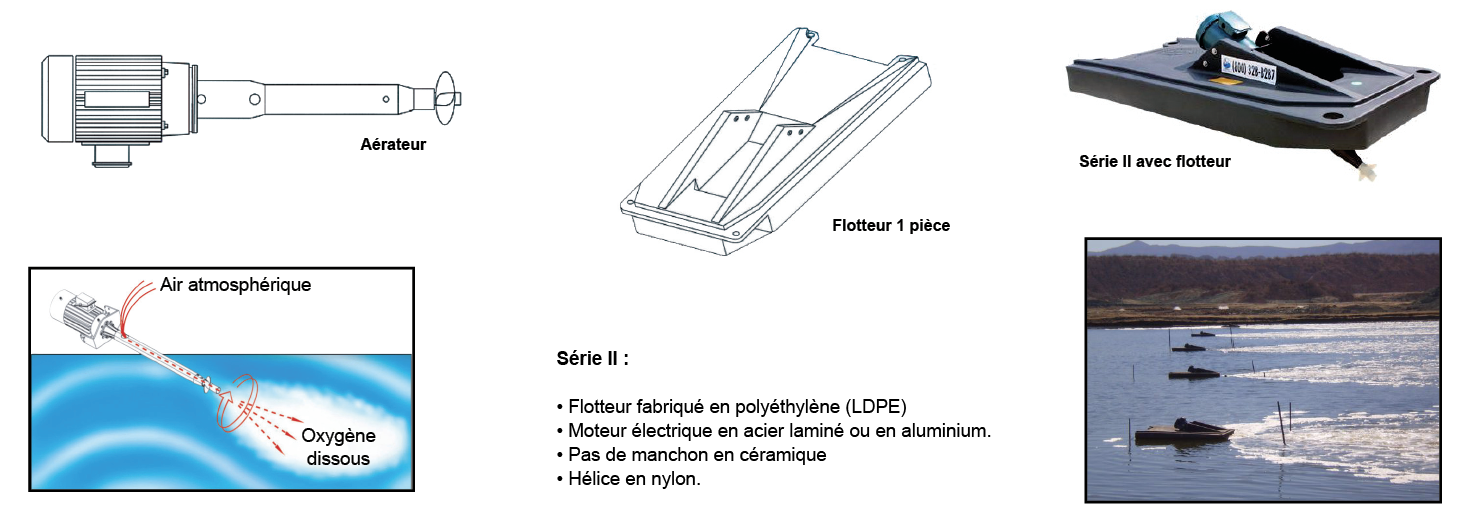 Aérateur
Flotteur 1 pièce
(800) 328-8287
Série II avec flotteur
Air atmosphérique
Oxygène
dissous
Série II :
• Flotteur fabriqué en polyéthylène (LDPE)
• Moteur électrique en acier laminé ou en aluminium.
• Pas de manchon en céramique
• Hélice en nylon.